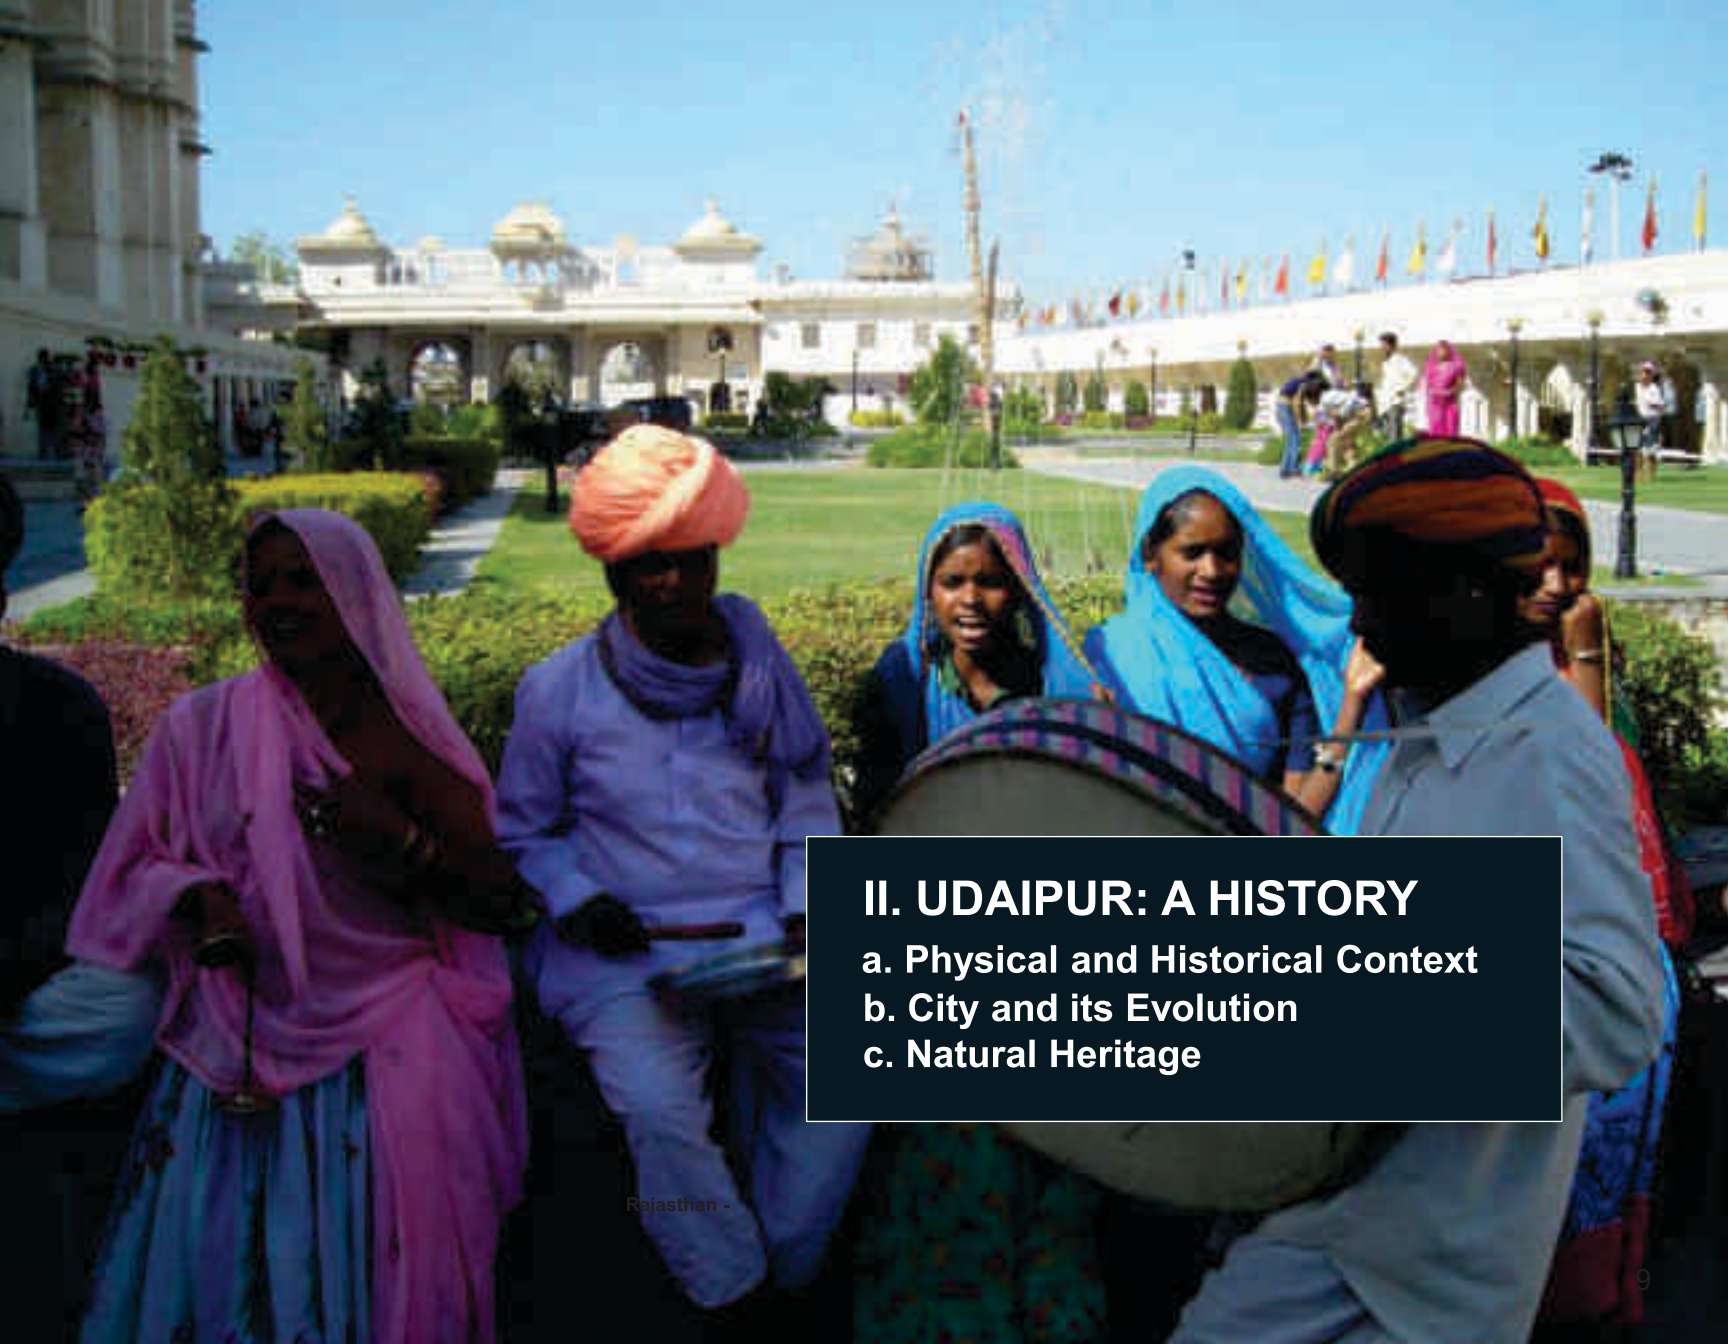 II. UDAIPUR: A HISTORY
a. Physical and Historical Context
b. City and its Evolution
c. Natural Heritage
Rajasthan -
9